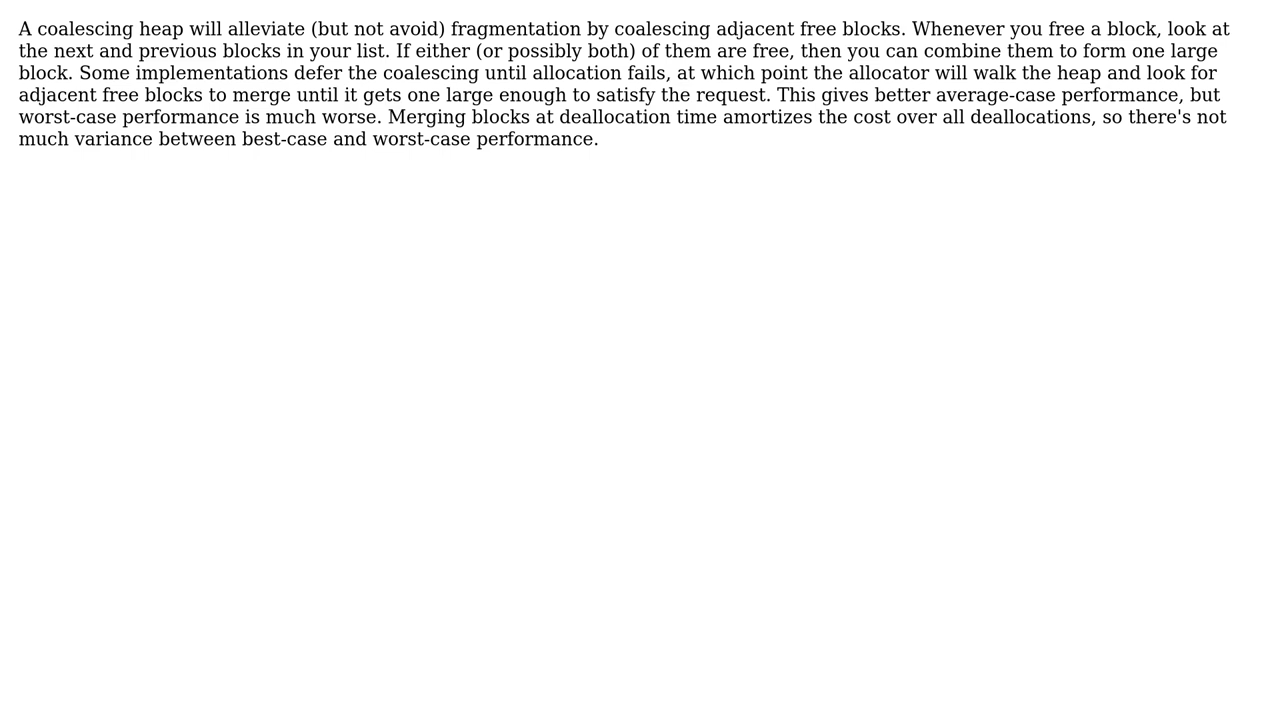 A coalescing heap will alleviate (but not avoid) fragmentation by coalescing adjacent free blocks. Whenever you free a block, look at
the next and previous blocks in your list. If either (or possibly both) of them are free, then you can combine them to form one large
block. Some implementations defer the coalescing until allocation fails, at which point the allocator will walk the heap and look for
adjacent free blocks to merge until it gets one large enough to satisfy the request. This gives better average-case performance, but
worst-case performance is much worse. Merging blocks at deallocation time amortizes the cost over all deallocations, so there's not
much variance between best-case and worst-case performance.